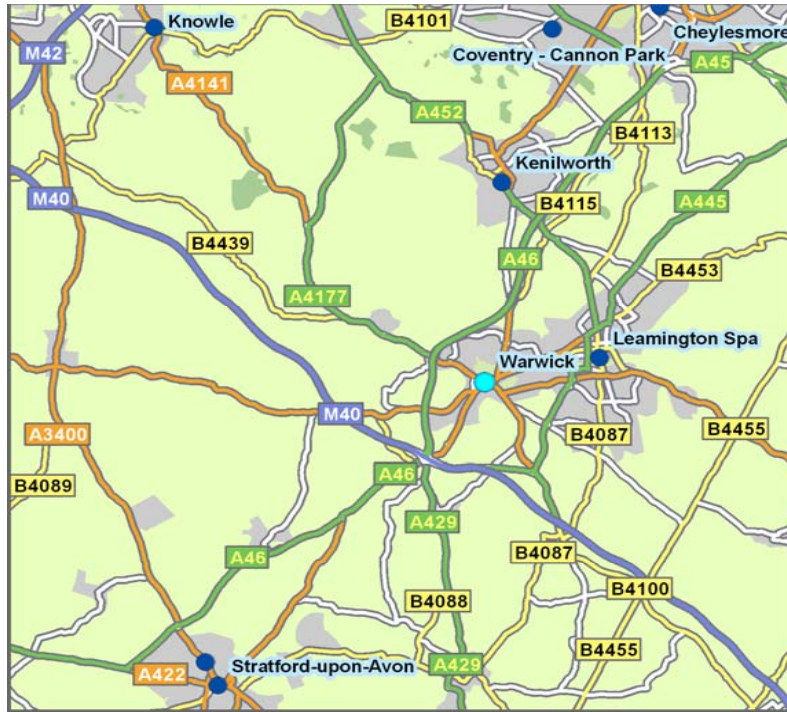 Knowle
B4101
Cheylesmore
M42
Coventry - Cannon Park
A45
A4141
A452
B4113
Kenilworth
M40
B4115
A445
B4439
A46
B4453
A4177
Leamington Spa
Warwick
M40
A3400
B4087
B4455
A46
B4089
A429
A46
B4087
B4088
B4100
B4455
A422
Stratford-upon-Avon
A429